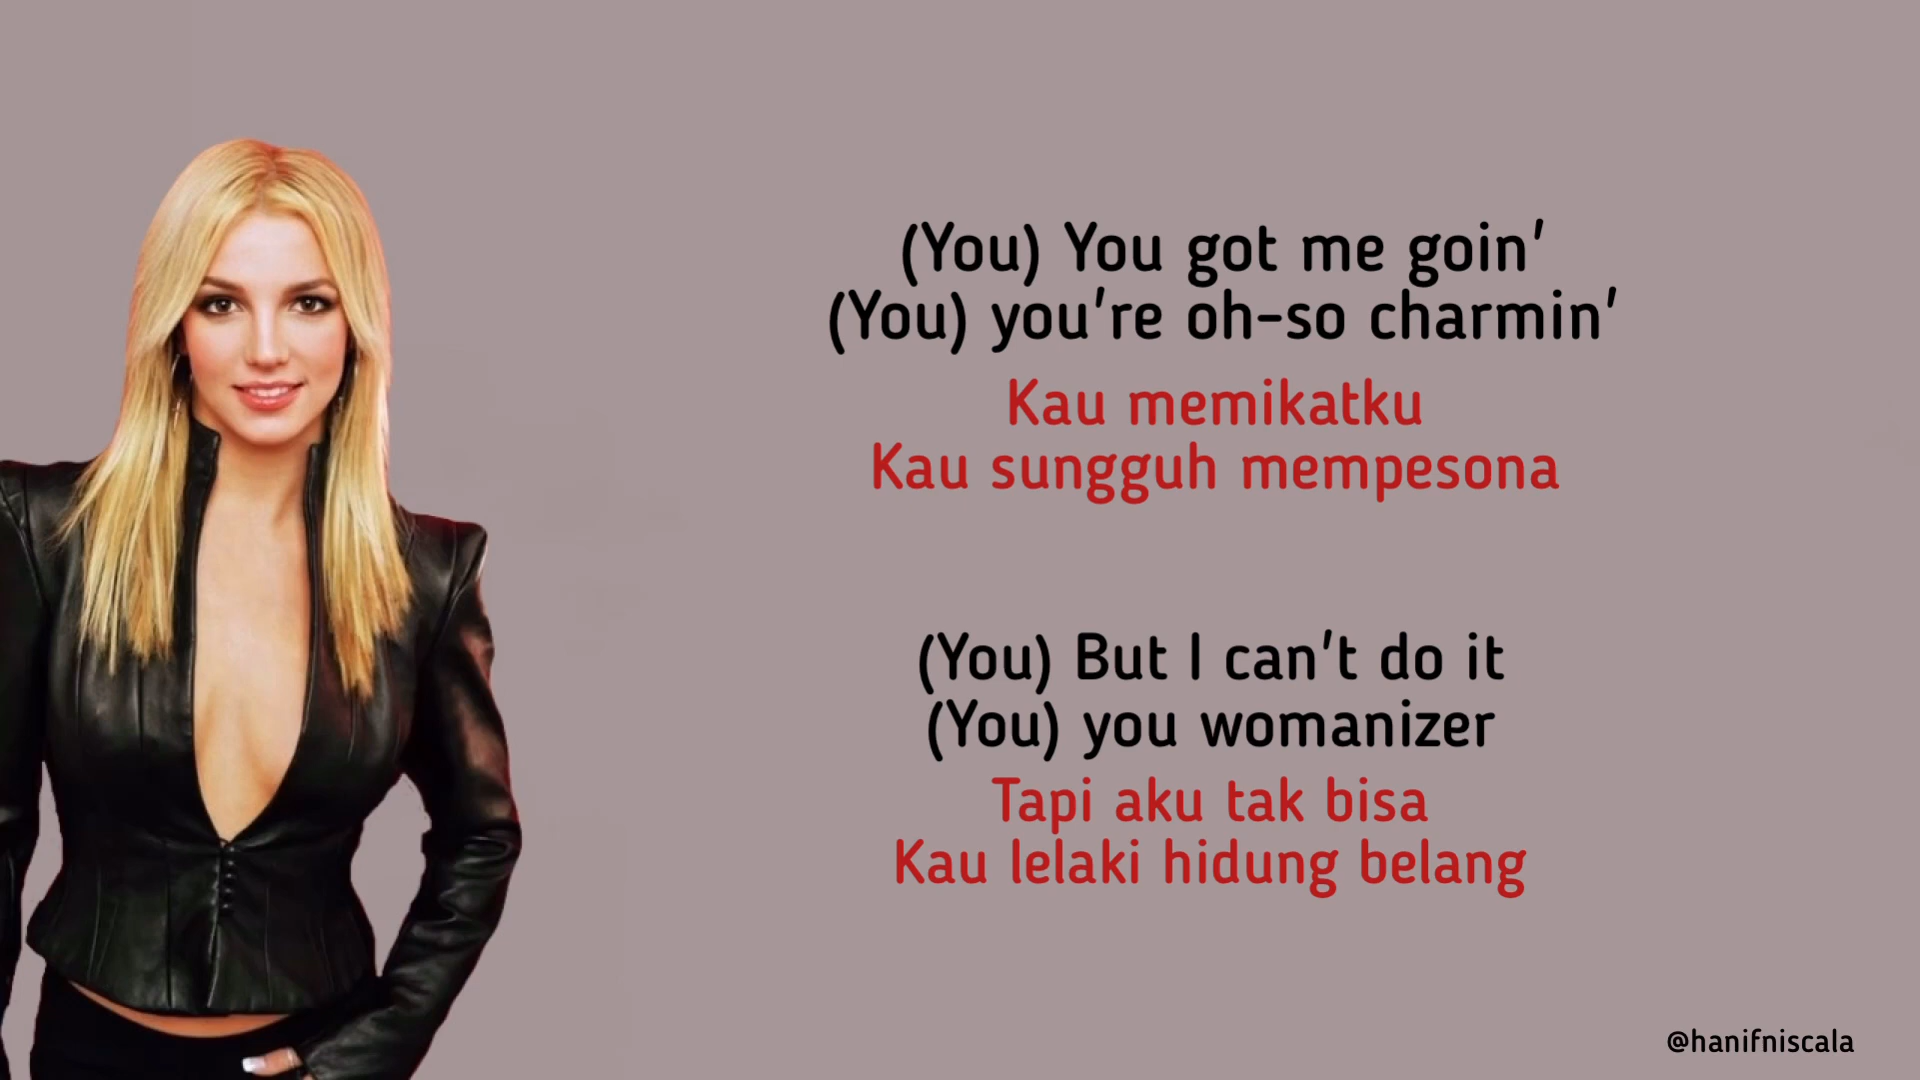 (You) You got me goin'
(You) you're oh-so charmin'
Kau memikatku
Kau sungguh mempesona
(You) But I can't do it
(You) you womanizer
Tapi aku tak bisa
Kau lelaki hidung belang
@hanifniscala